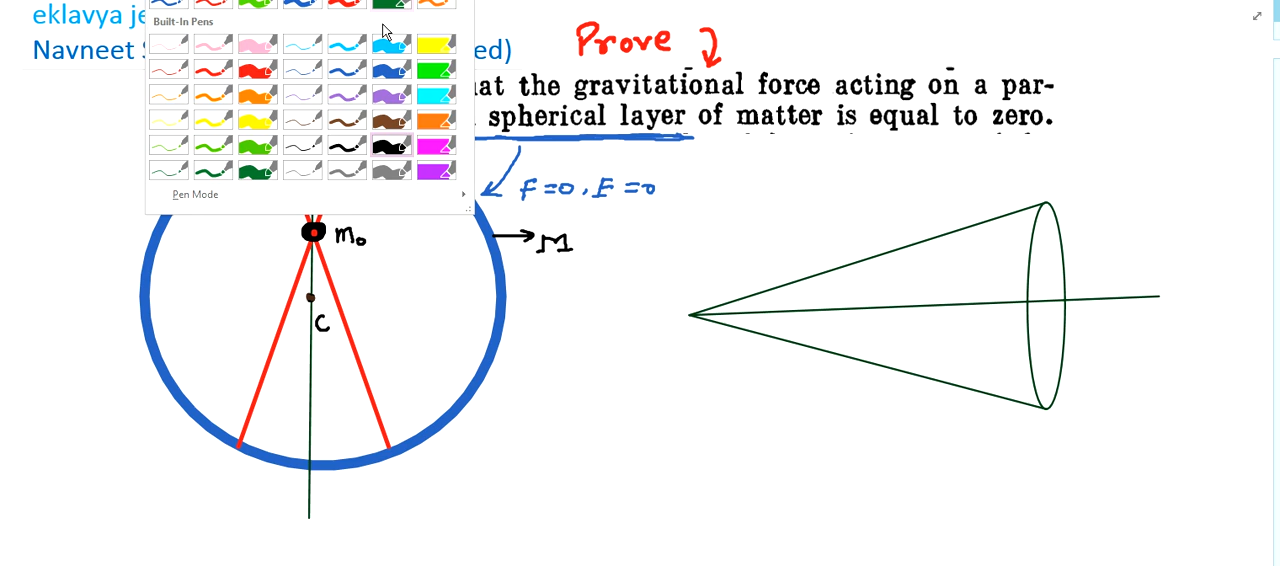 eklavya je
Built-In Pens
Navneet ed)
Prove
at the gravitational force acting on a par-
spherical layer of matter is equal to zero.
Pen Mode
F=0, E=0
m₀
M
C